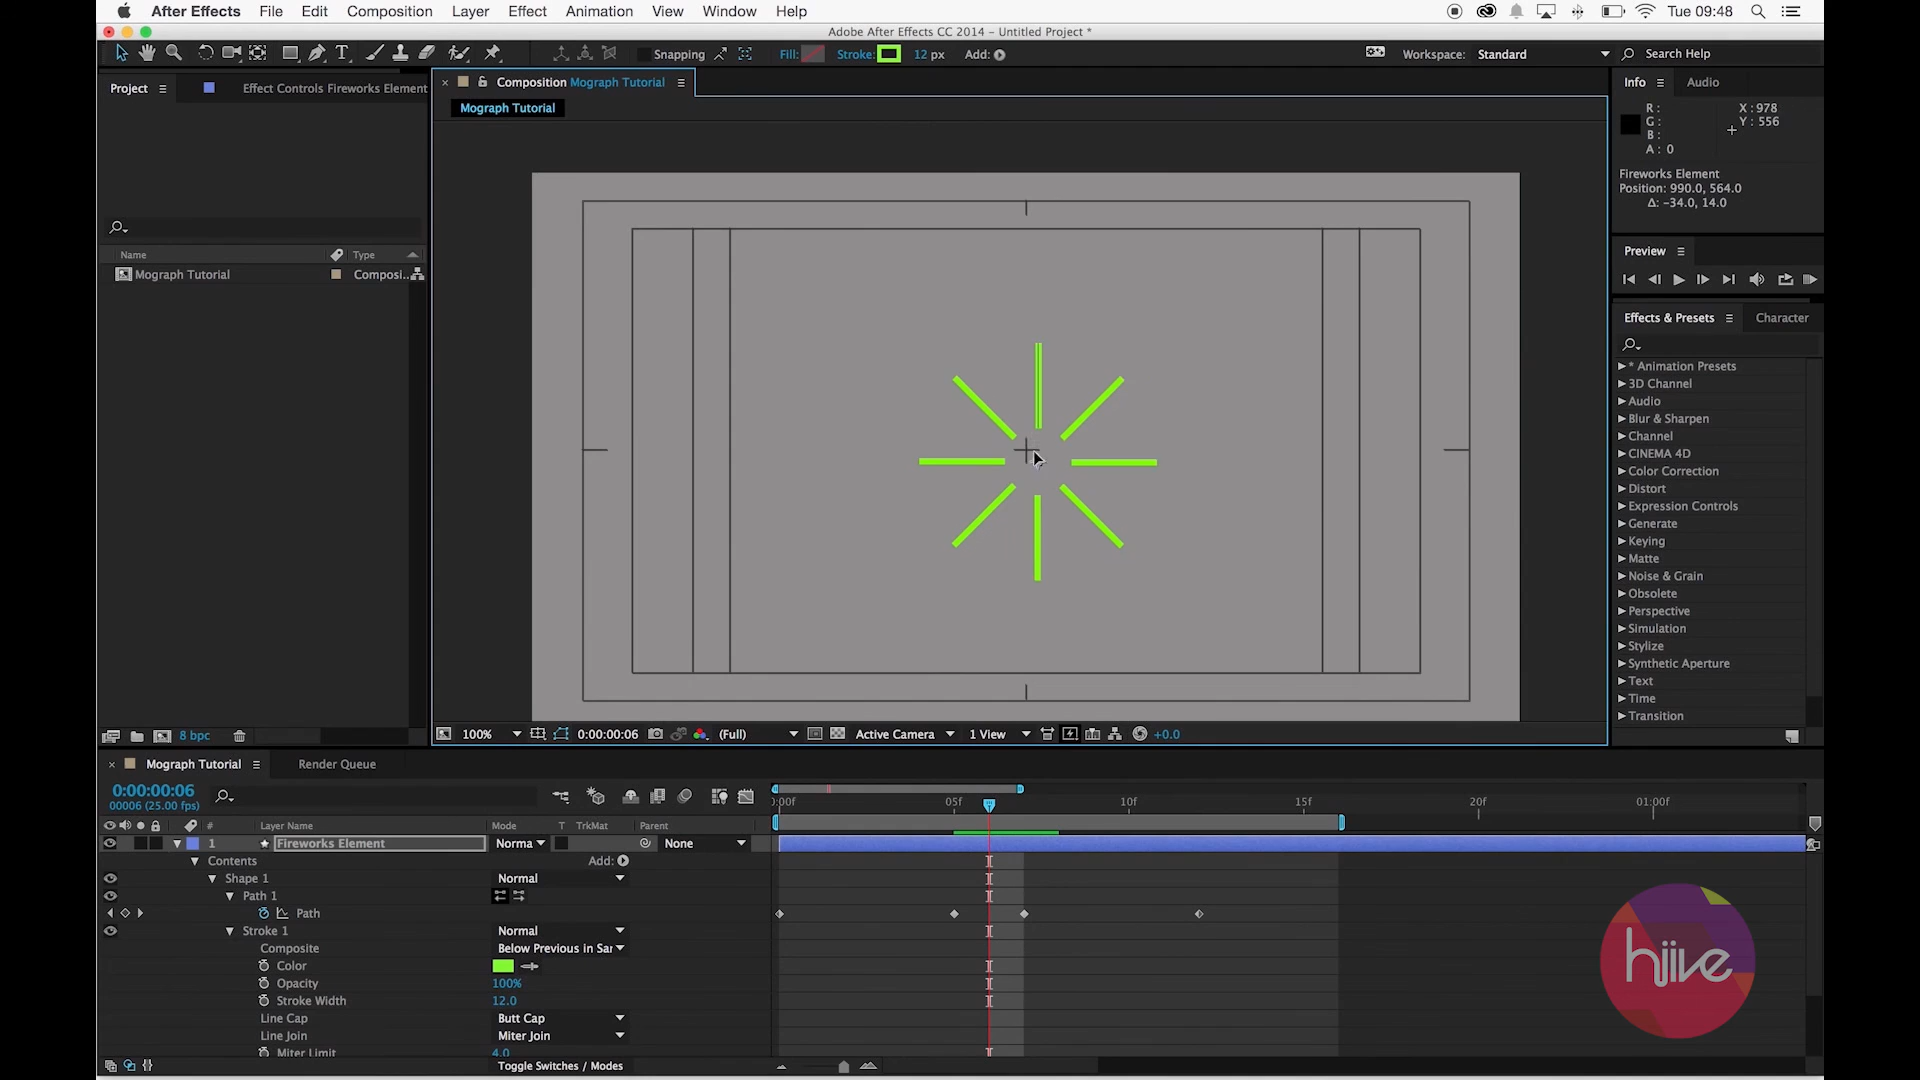 After Effects File Edit Composition Layer Effect Animation View Window Help Tue 09:48
Adobe After Effects CC 2014 - Untitled Project *
Snapping Fill: Stroke: 12 px Add: Workspace: Standard Search Help
Project Effect Controls Fireworks Element
Composition Mograph Tutorial
Mograph Tutorial
Name Type
Mograph Tutorial Composi..
8 bpc
100% 0:00:00:06 (Full) Active Camera 1 View +0.0
Info Audio
R: X: 978
G: Y: 556
B:
A: 0
Fireworks Element
Position: 990.0, 564.0
Δ: -34.0, 14.0
Preview
Effects & Presets Character
* Animation Presets
3D Channel
Audio
Blur & Sharpen
Channel
CINEMA 4D
Color Correction
Distort
Expression Controls
Generate
Keying
Matte
Noise & Grain
Obsolete
Perspective
Simulation
Stylize
Synthetic Aperture
Text
Time
Transition
Mograph Tutorial Render Queue
0:00:00:06
00006 (25.00 fps)
:00f 05f 10f 15f 20f 01:00f
# Layer Name Mode T TrkMat Parent
1 Fireworks Element Norma None
Contents Add:
Shape 1 Normal
Path 1
Path
Stroke 1 Normal
Composite Below Previous in Sar
Color
Opacity 100%
Stroke Width 12.0
Line Cap Butt Cap
Line Join Miter Join
Miter Limit 4.0
Toggle Switches / Modes
hiive